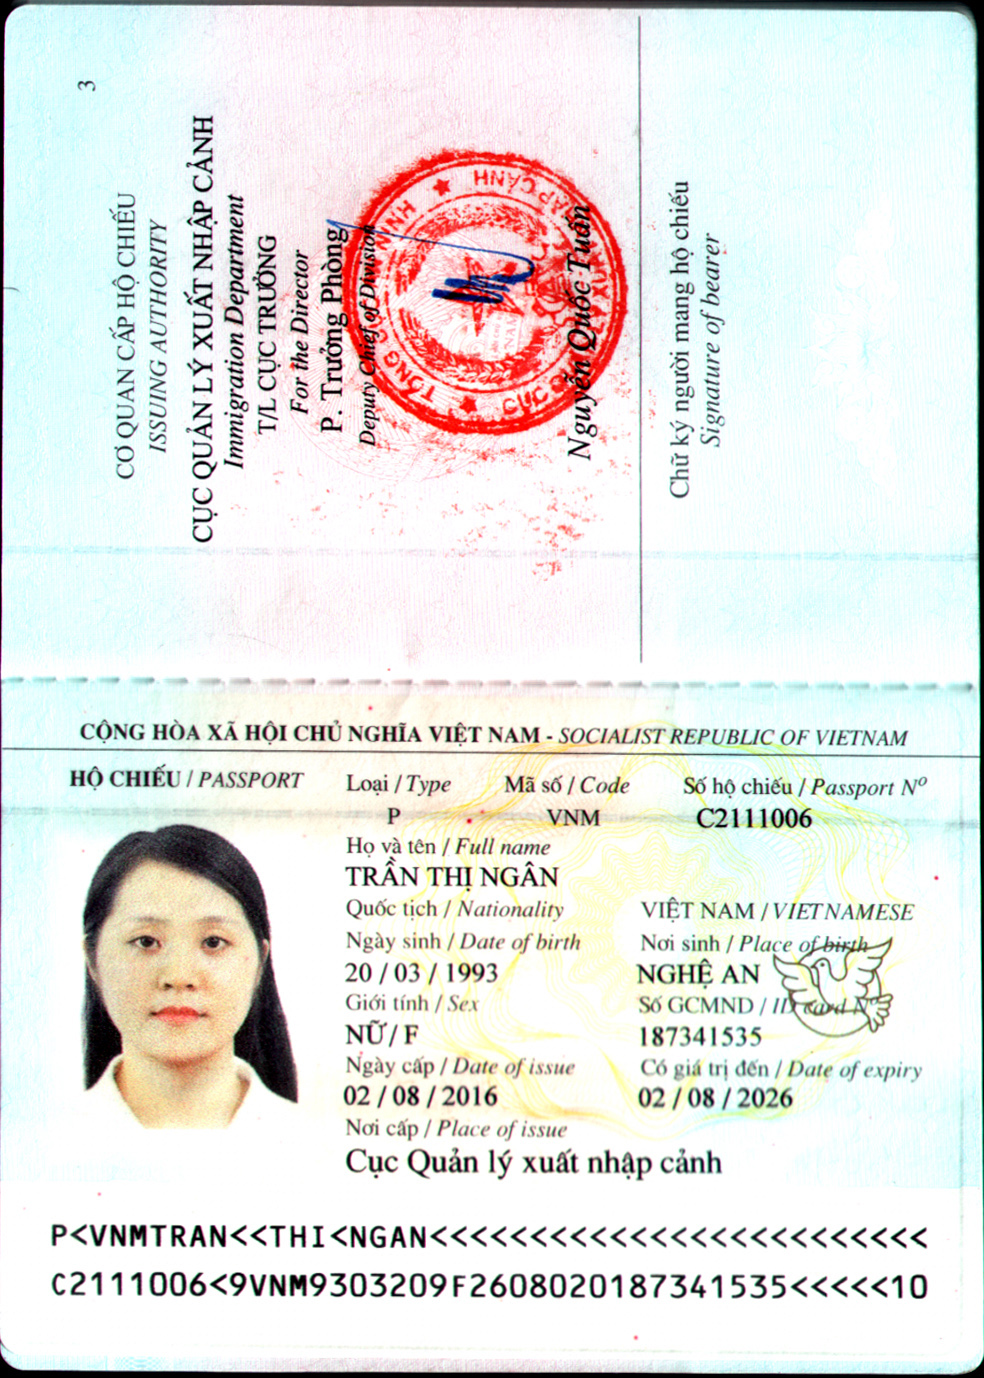 3
CƠ QUAN CẤP HỘ CHIẾU
ISSUING AUTHORITY
CỤC QUẢN LÝ XUẤT NHẬP CẢNH
Immigration Department
T/L CỤC TRƯỞNG
For the Director
P. Trưởng Phòng
Deputy Chief of Division
Nguyễn Quốc Tuấn
Chữ ký người mang hộ chiếu
Signature of bearer
CỘNG HÒA XÃ HỘI CHỦ NGHĨA VIỆT NAM - SOCIALIST REPUBLIC OF VIETNAM
HỘ CHIẾU / PASSPORT
Loại / Type Mã số / Code Số hộ chiếu / Passport Nº
P VNM C2111006
Họ và tên / Full name
TRẦN THỊ NGÂN
Quốc tịch / Nationality VIỆT NAM / VIETNAMESE
Ngày sinh / Date of birth Nơi sinh / Place of birth
20 / 03 / 1993 NGHỆ AN
Giới tính / Sex Số GCMND / ID card Nº
NỮ / F 187341535
Ngày cấp / Date of issue Có giá trị đến / Date of expiry
02 / 08 / 2016 02 / 08 / 2026
Nơi cấp / Place of issue
Cục Quản lý xuất nhập cảnh
P<VNMTRAN<<THI<NGAN<<<<<<<<<<<<<<<<<<<<<<<<<
C2111006<9VNM9303209F2608020187341535<<<<<10